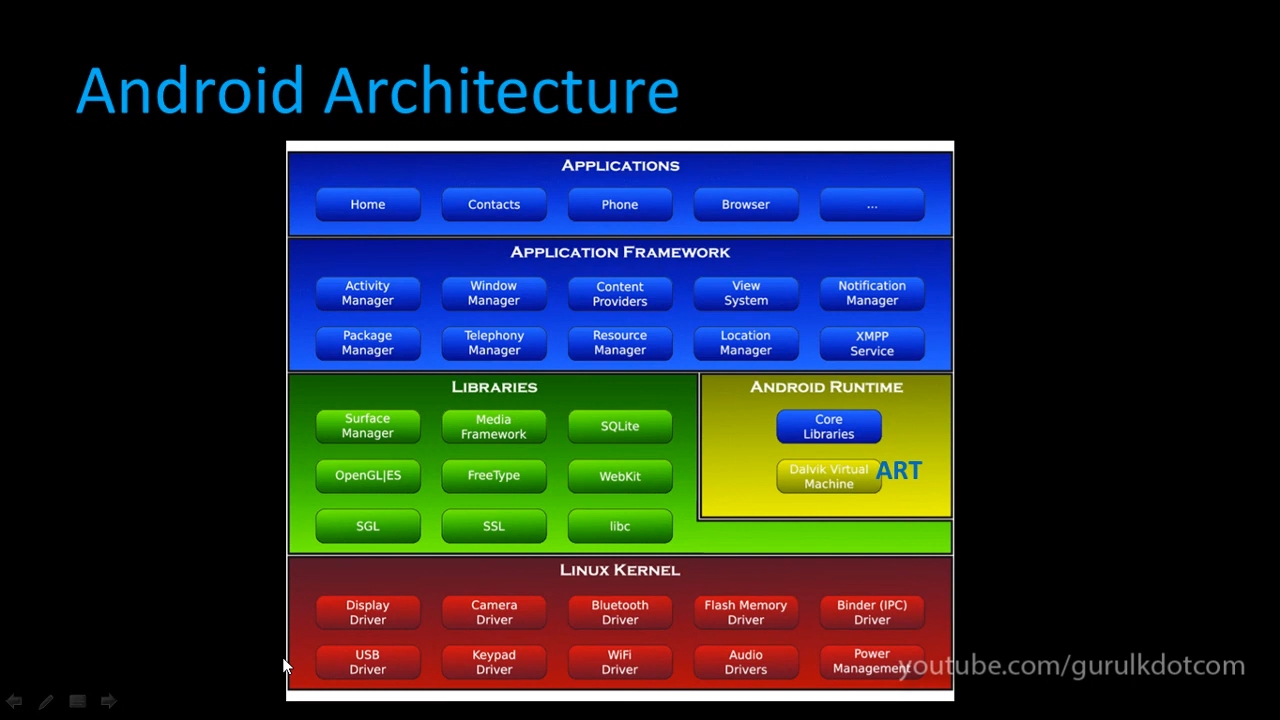 Android Architecture
APPLICATIONS
Home
Contacts
Phone
Browser
...
APPLICATION FRAMEWORK
Activity
Manager
Window
Manager
Content
Providers
View
System
Notification
Manager
Package
Manager
Telephony
Manager
Resource
Manager
Location
Manager
XMPP
Service
LIBRARIES
Surface
Manager
Media
Framework
SQLite
OpenGL|ES
FreeType
WebKit
SGL
SSL
libc
ANDROID RUNTIME
Core
Libraries
Dalvik Virtual
Machine
ART
LINUX KERNEL
Display
Driver
Camera
Driver
Bluetooth
Driver
Flash Memory
Driver
Binder (IPC)
Driver
USB
Driver
Keypad
Driver
WiFi
Driver
Audio
Drivers
Power
Management
youtube.com/gurulkdotcom